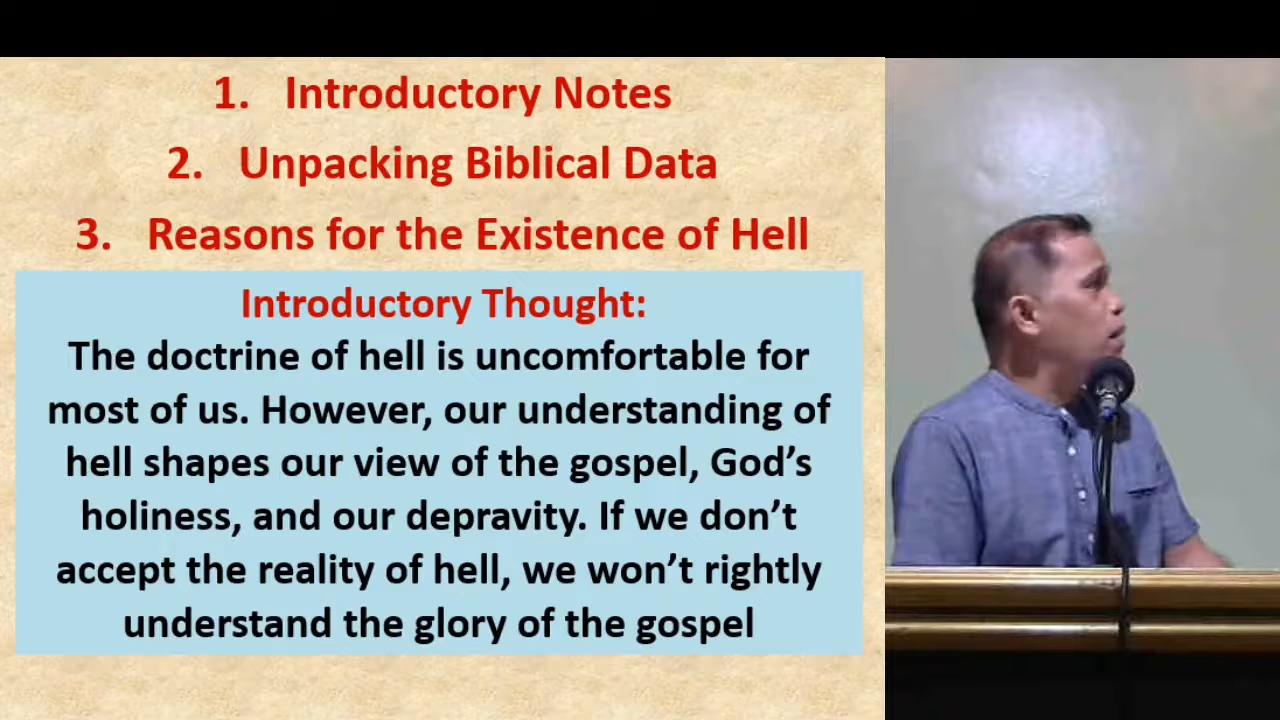 1. Introductory Notes
2. Unpacking Biblical Data
3. Reasons for the Existence of Hell
Introductory Thought:
The doctrine of hell is uncomfortable for
most of us. However, our understanding of
hell shapes our view of the gospel, God’s
holiness, and our depravity. If we don’t
accept the reality of hell, we won’t rightly
understand the glory of the gospel